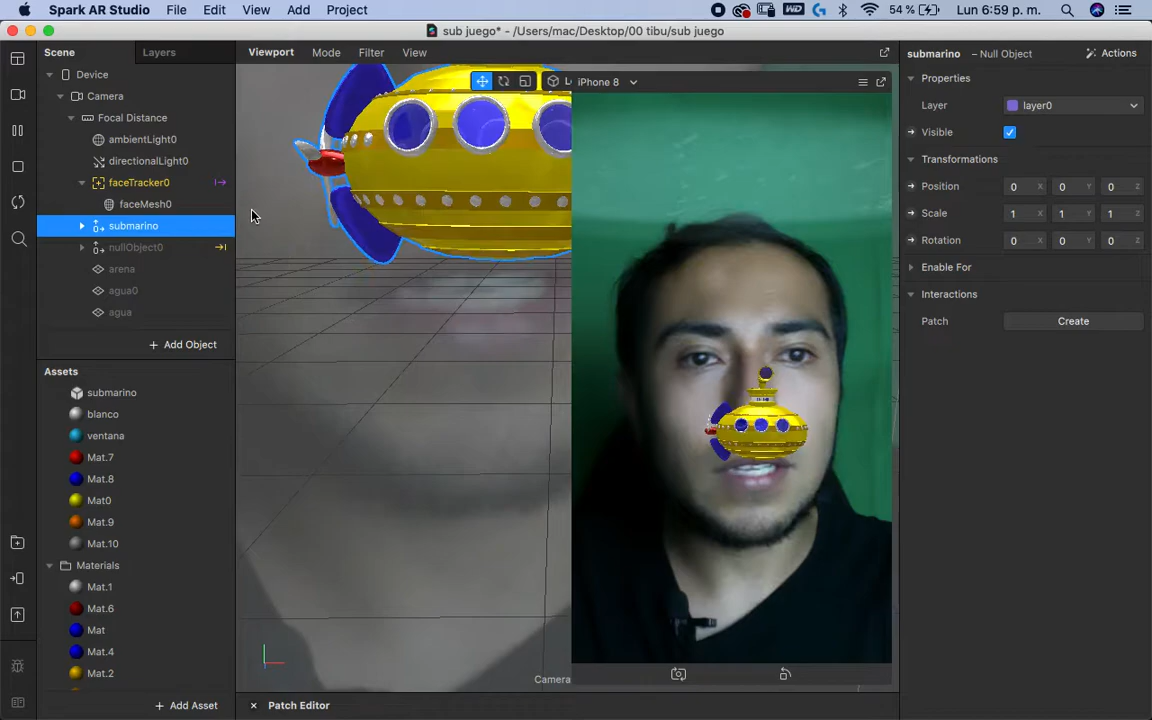 Spark AR Studio File Edit View Add Project 54 % Lun 6:59 p. m.
sub juego* - /Users/mac/Desktop/00 tibu/sub juego
Scene Layers
Device
Camera
Focal Distance
ambientLight0
directionalLight0
faceTracker0
faceMesh0
submarino
nullObject0
arena
agua0
agua
Add Object
Assets
submarino
blanco
ventana
Mat.7
Mat.8
Mat0
Mat.9
Mat.10
Materials
Mat.1
Mat.6
Mat
Mat.4
Mat.2
Add Asset
Viewport Mode Filter View
iPhone 8
Camera
Patch Editor
submarino – Null Object Actions
Properties
Layer layer0
Visible
Transformations
Position 0 X 0 Y 0 Z
Scale 1 X 1 Y 1 Z
Rotation 0 X 0 Y 0 Z
Enable For
Interactions
Patch Create